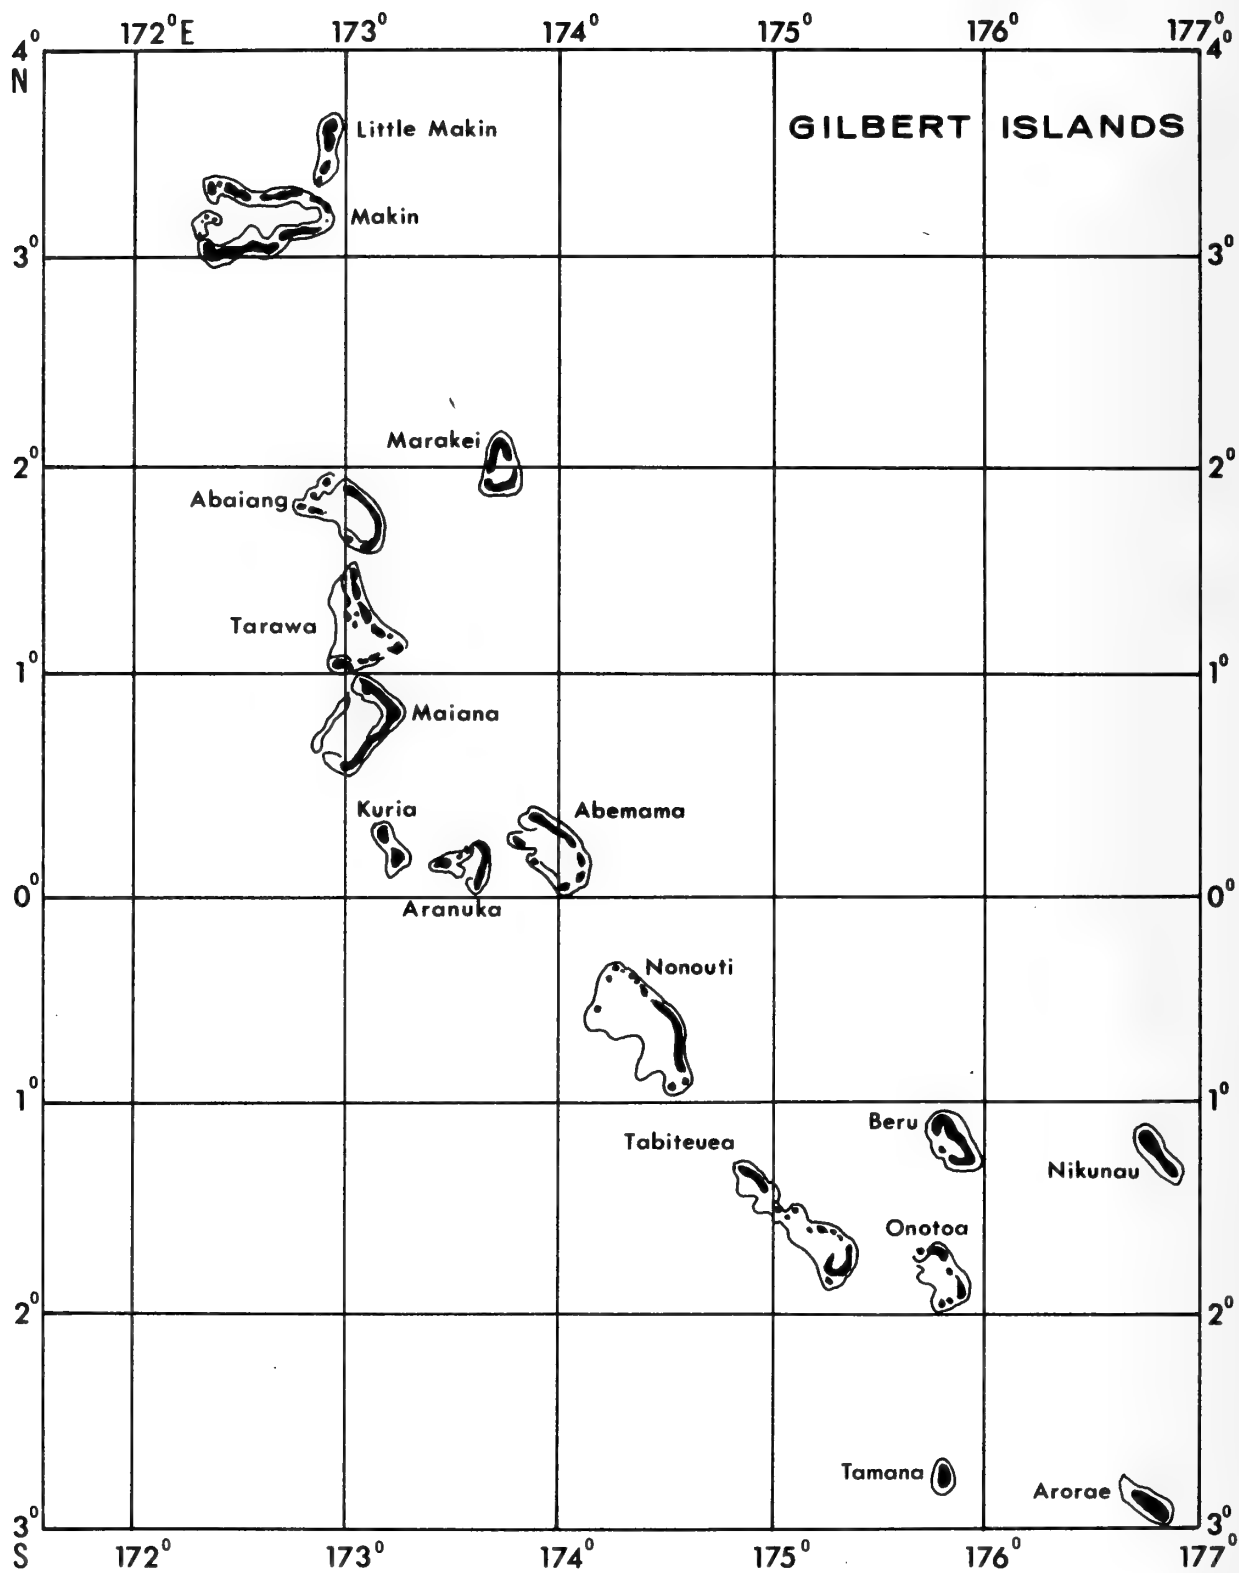 172° E 173° 174° 175° 176° 177°
4° 4°
N
GILBERT ISLANDS
Little Makin
Makin
3° 3°
Marakei
2° 2°
Abaiang
Tarawa
1° 1°
Maiana
Kuria Abemama
0° 0°
Aranuka
Nonouti
1° 1°
Beru
Tabiteuea
Nikunau
Onotoa
2° 2°
Tamana
Arorae
3° 3°
S 172° 173° 174° 175° 176° 177°